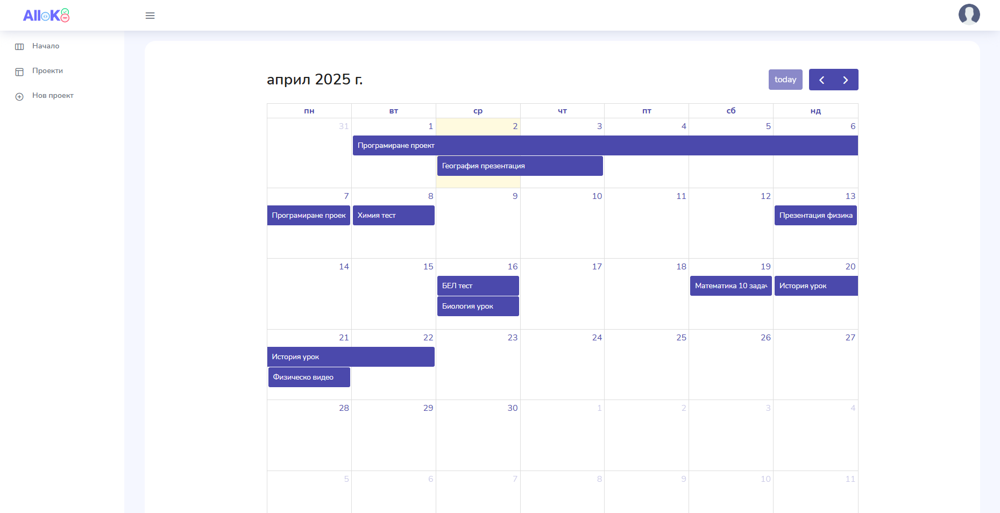 AlloK
Начало
Проекти
Нов проект
април 2025 г.
today
пн вт ср чт пт сб нд
31 1 2 3 4 5 6
Програмиране проект
География презентация
7 8 9 10 11 12 13
Програмиране проек Химия тест Презентация физика
14 15 16 17 18 19 20
БЕЛ тест Математика 10 задач История урок
Биология урок
21 22 23 24 25 26 27
История урок
Физическо видео
28 29 30 1 2 3 4
5 6 7 8 9 10 11